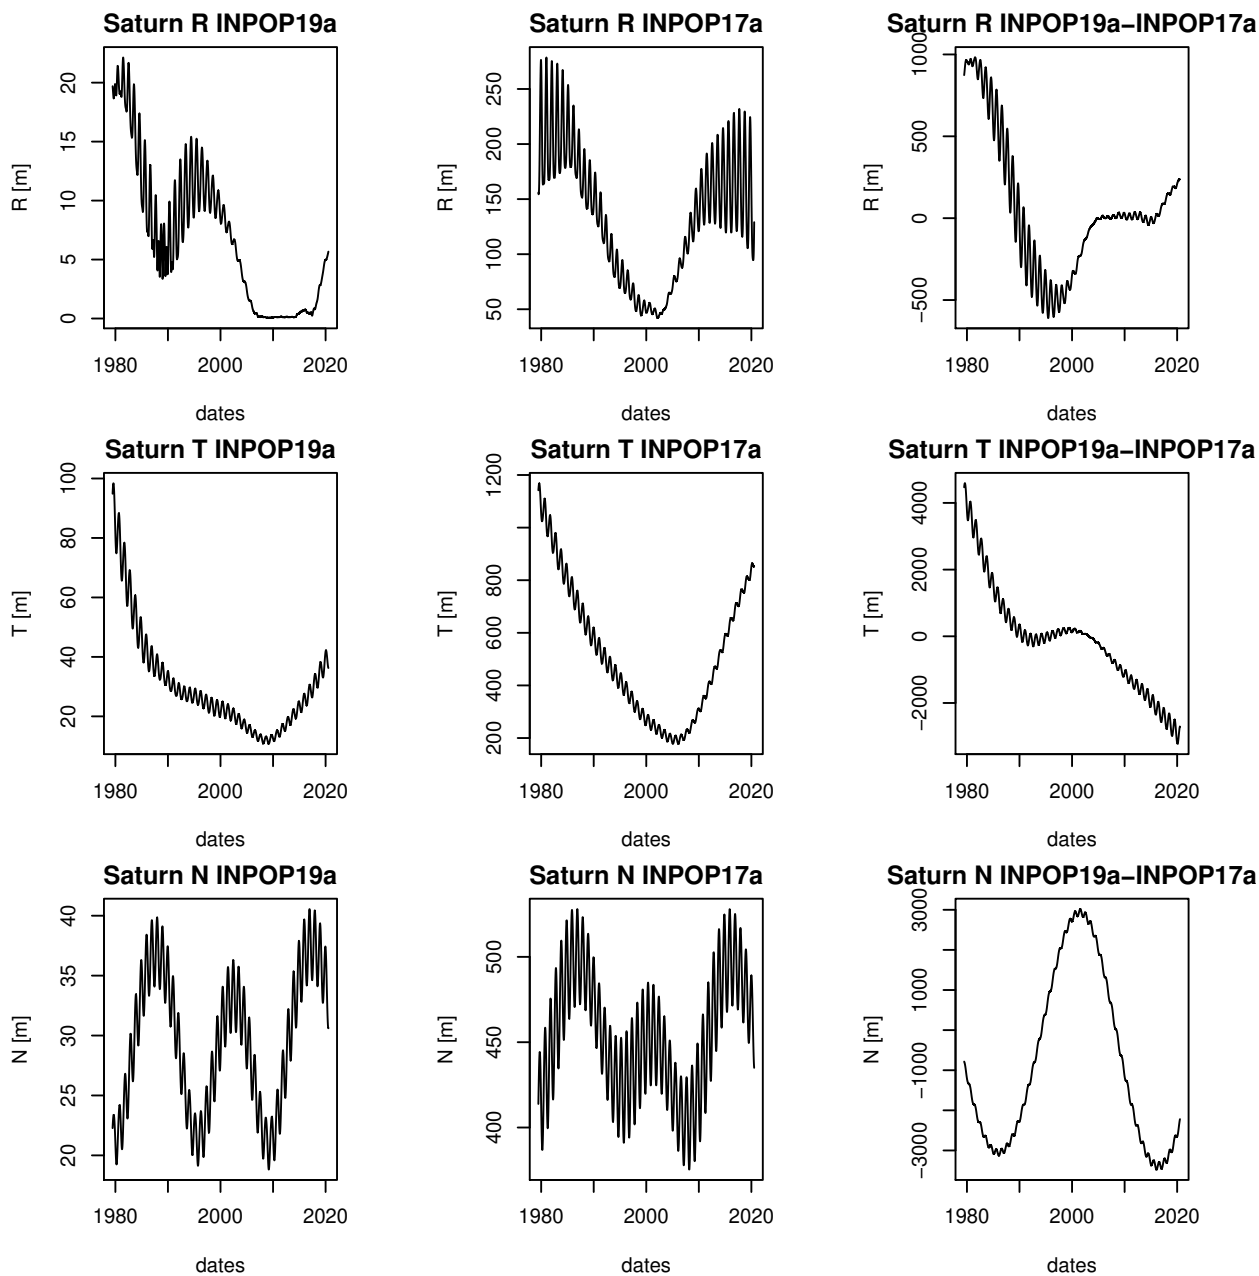 Saturn R INPOP19a
R [m]
20
15
10
5
0
1980 2000 2020
dates
Saturn R INPOP17a
R [m]
250
200
150
100
50
1980 2000 2020
dates
Saturn R INPOP19a−INPOP17a
R [m]
1000
500
0
−500
1980 2000 2020
dates
Saturn T INPOP19a
T [m]
100
80
60
40
20
1980 2000 2020
dates
Saturn T INPOP17a
T [m]
1200
800
600
400
200
1980 2000 2020
dates
Saturn T INPOP19a−INPOP17a
T [m]
4000
2000
0
−2000
1980 2000 2020
dates
Saturn N INPOP19a
N [m]
40
35
30
25
20
1980 2000 2020
dates
Saturn N INPOP17a
N [m]
500
450
400
1980 2000 2020
dates
Saturn N INPOP19a−INPOP17a
N [m]
3000
1000
−1000
−3000
1980 2000 2020
dates